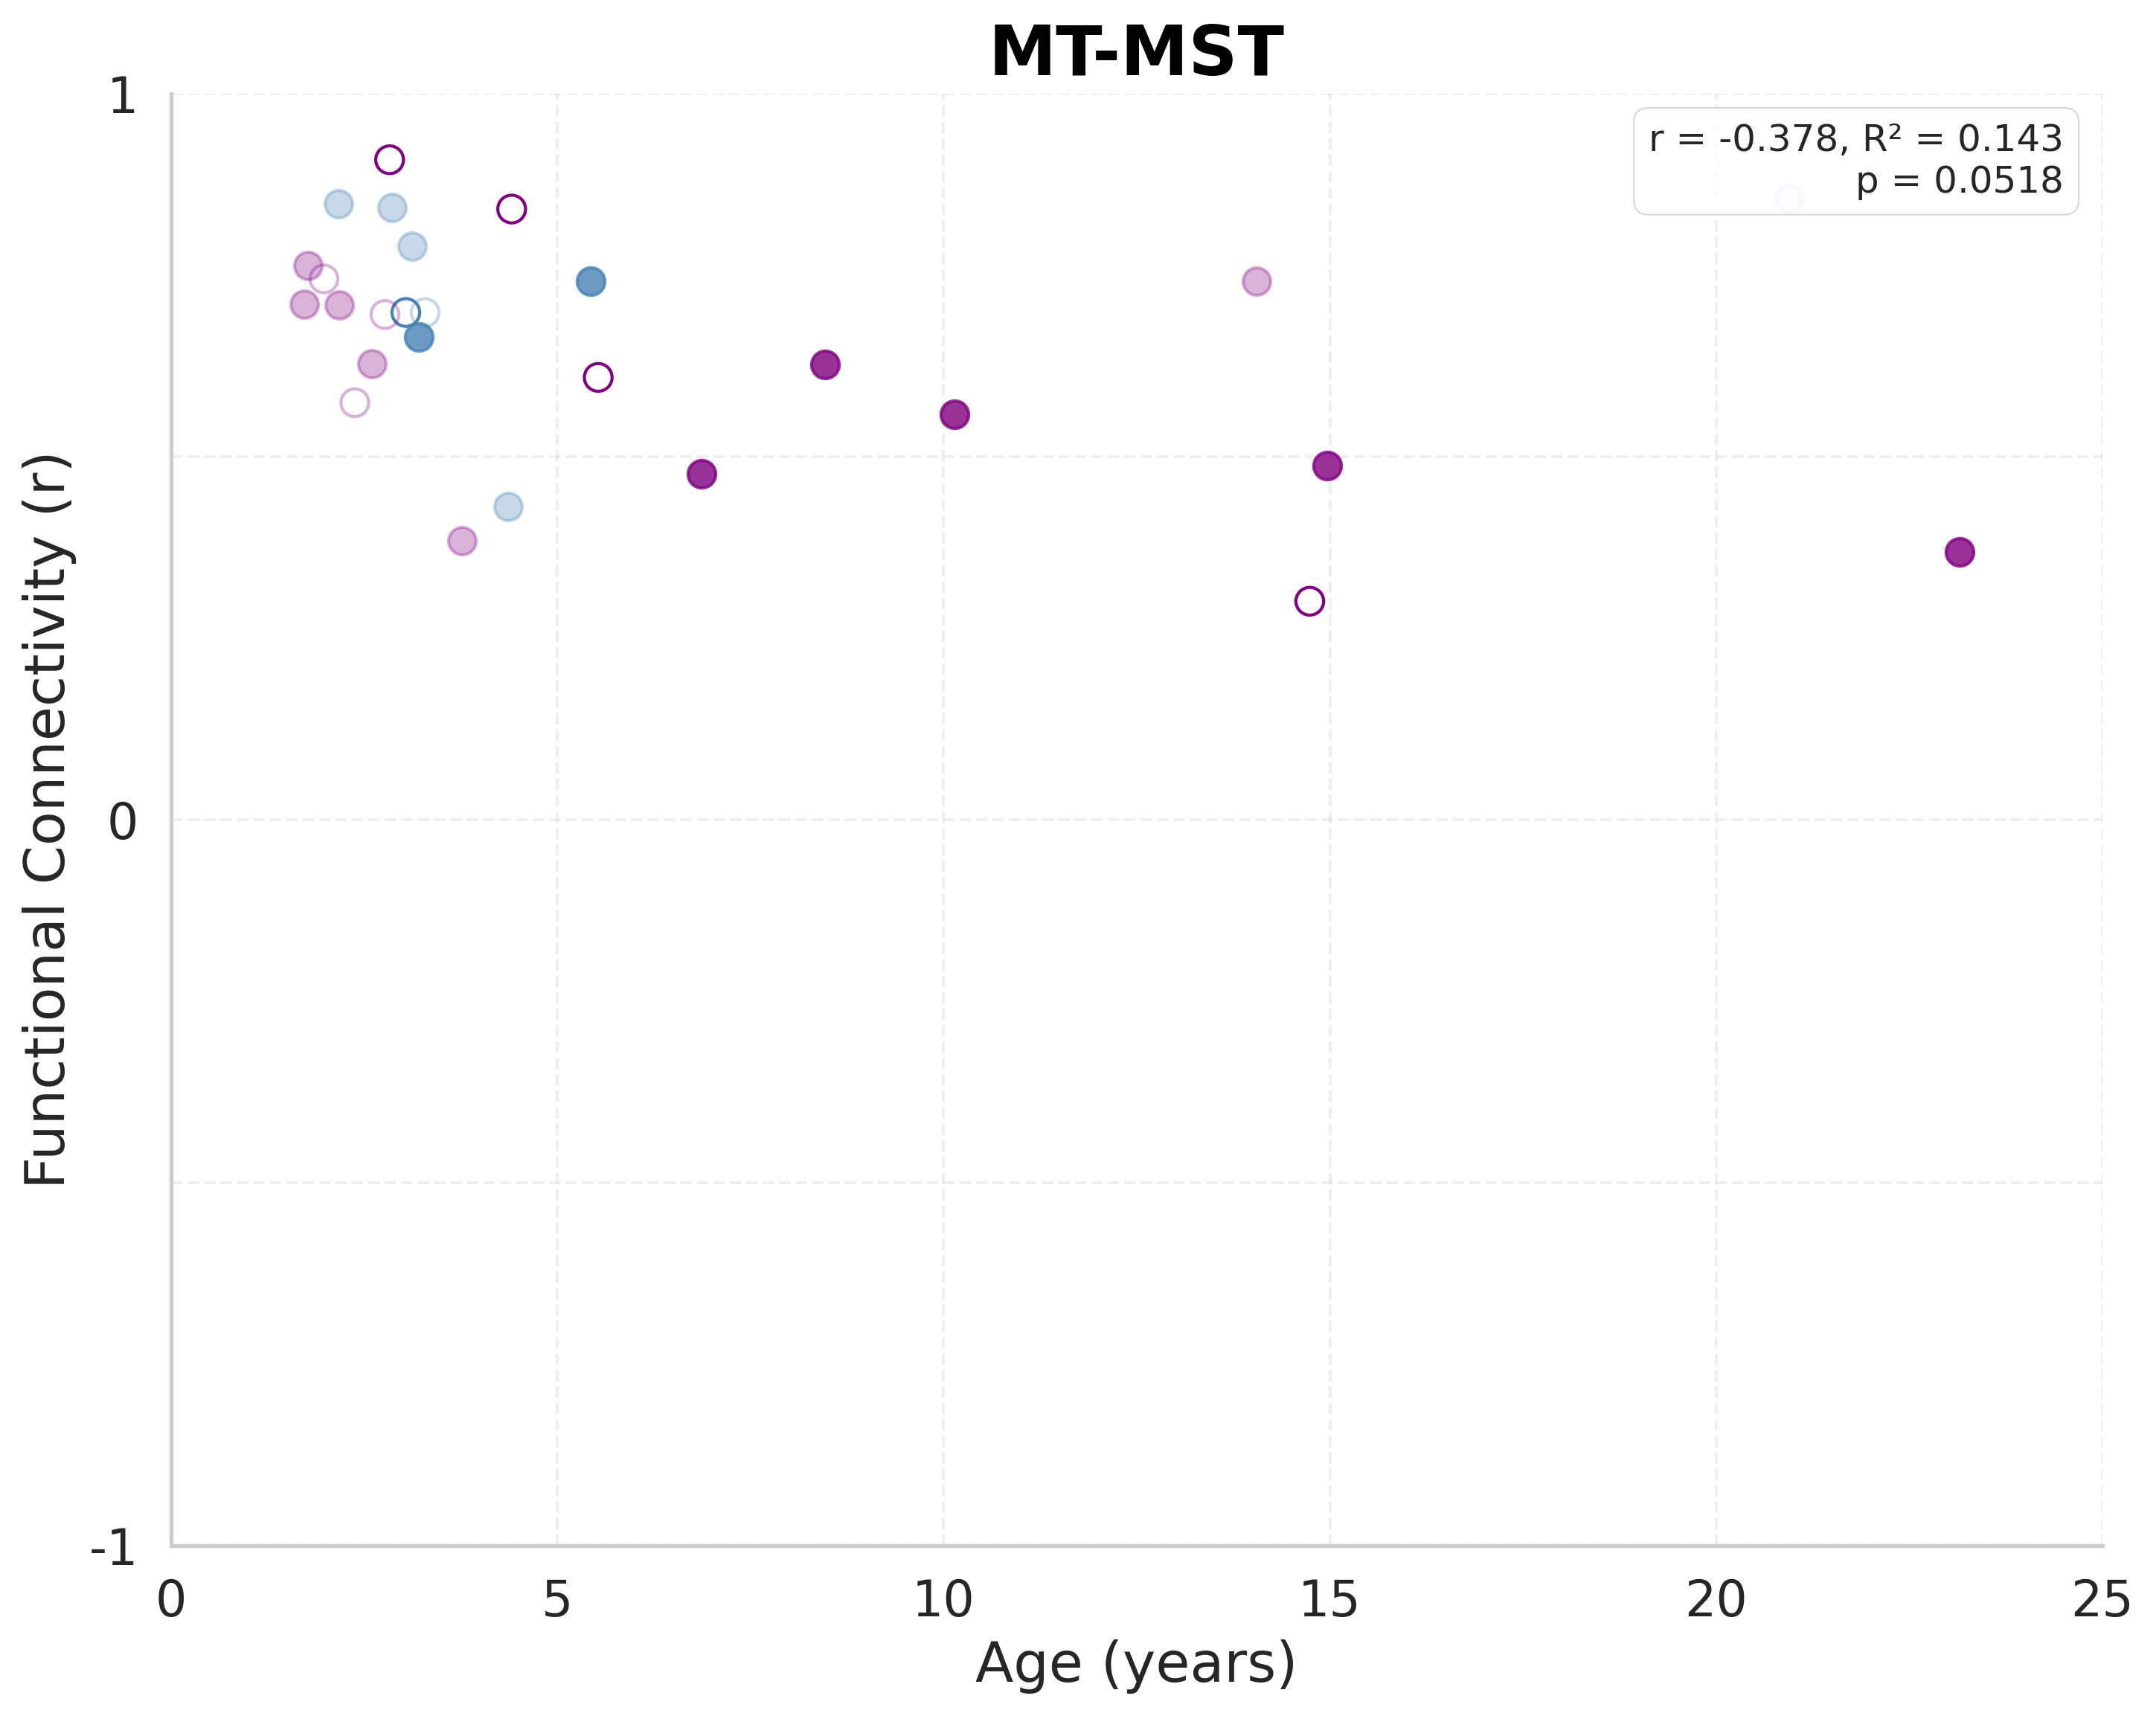 MT-MST
r = -0.378, R² = 0.143
p = 0.0518
1
0
-1
Functional Connectivity (r)
0 5 10 15 20 25
Age (years)